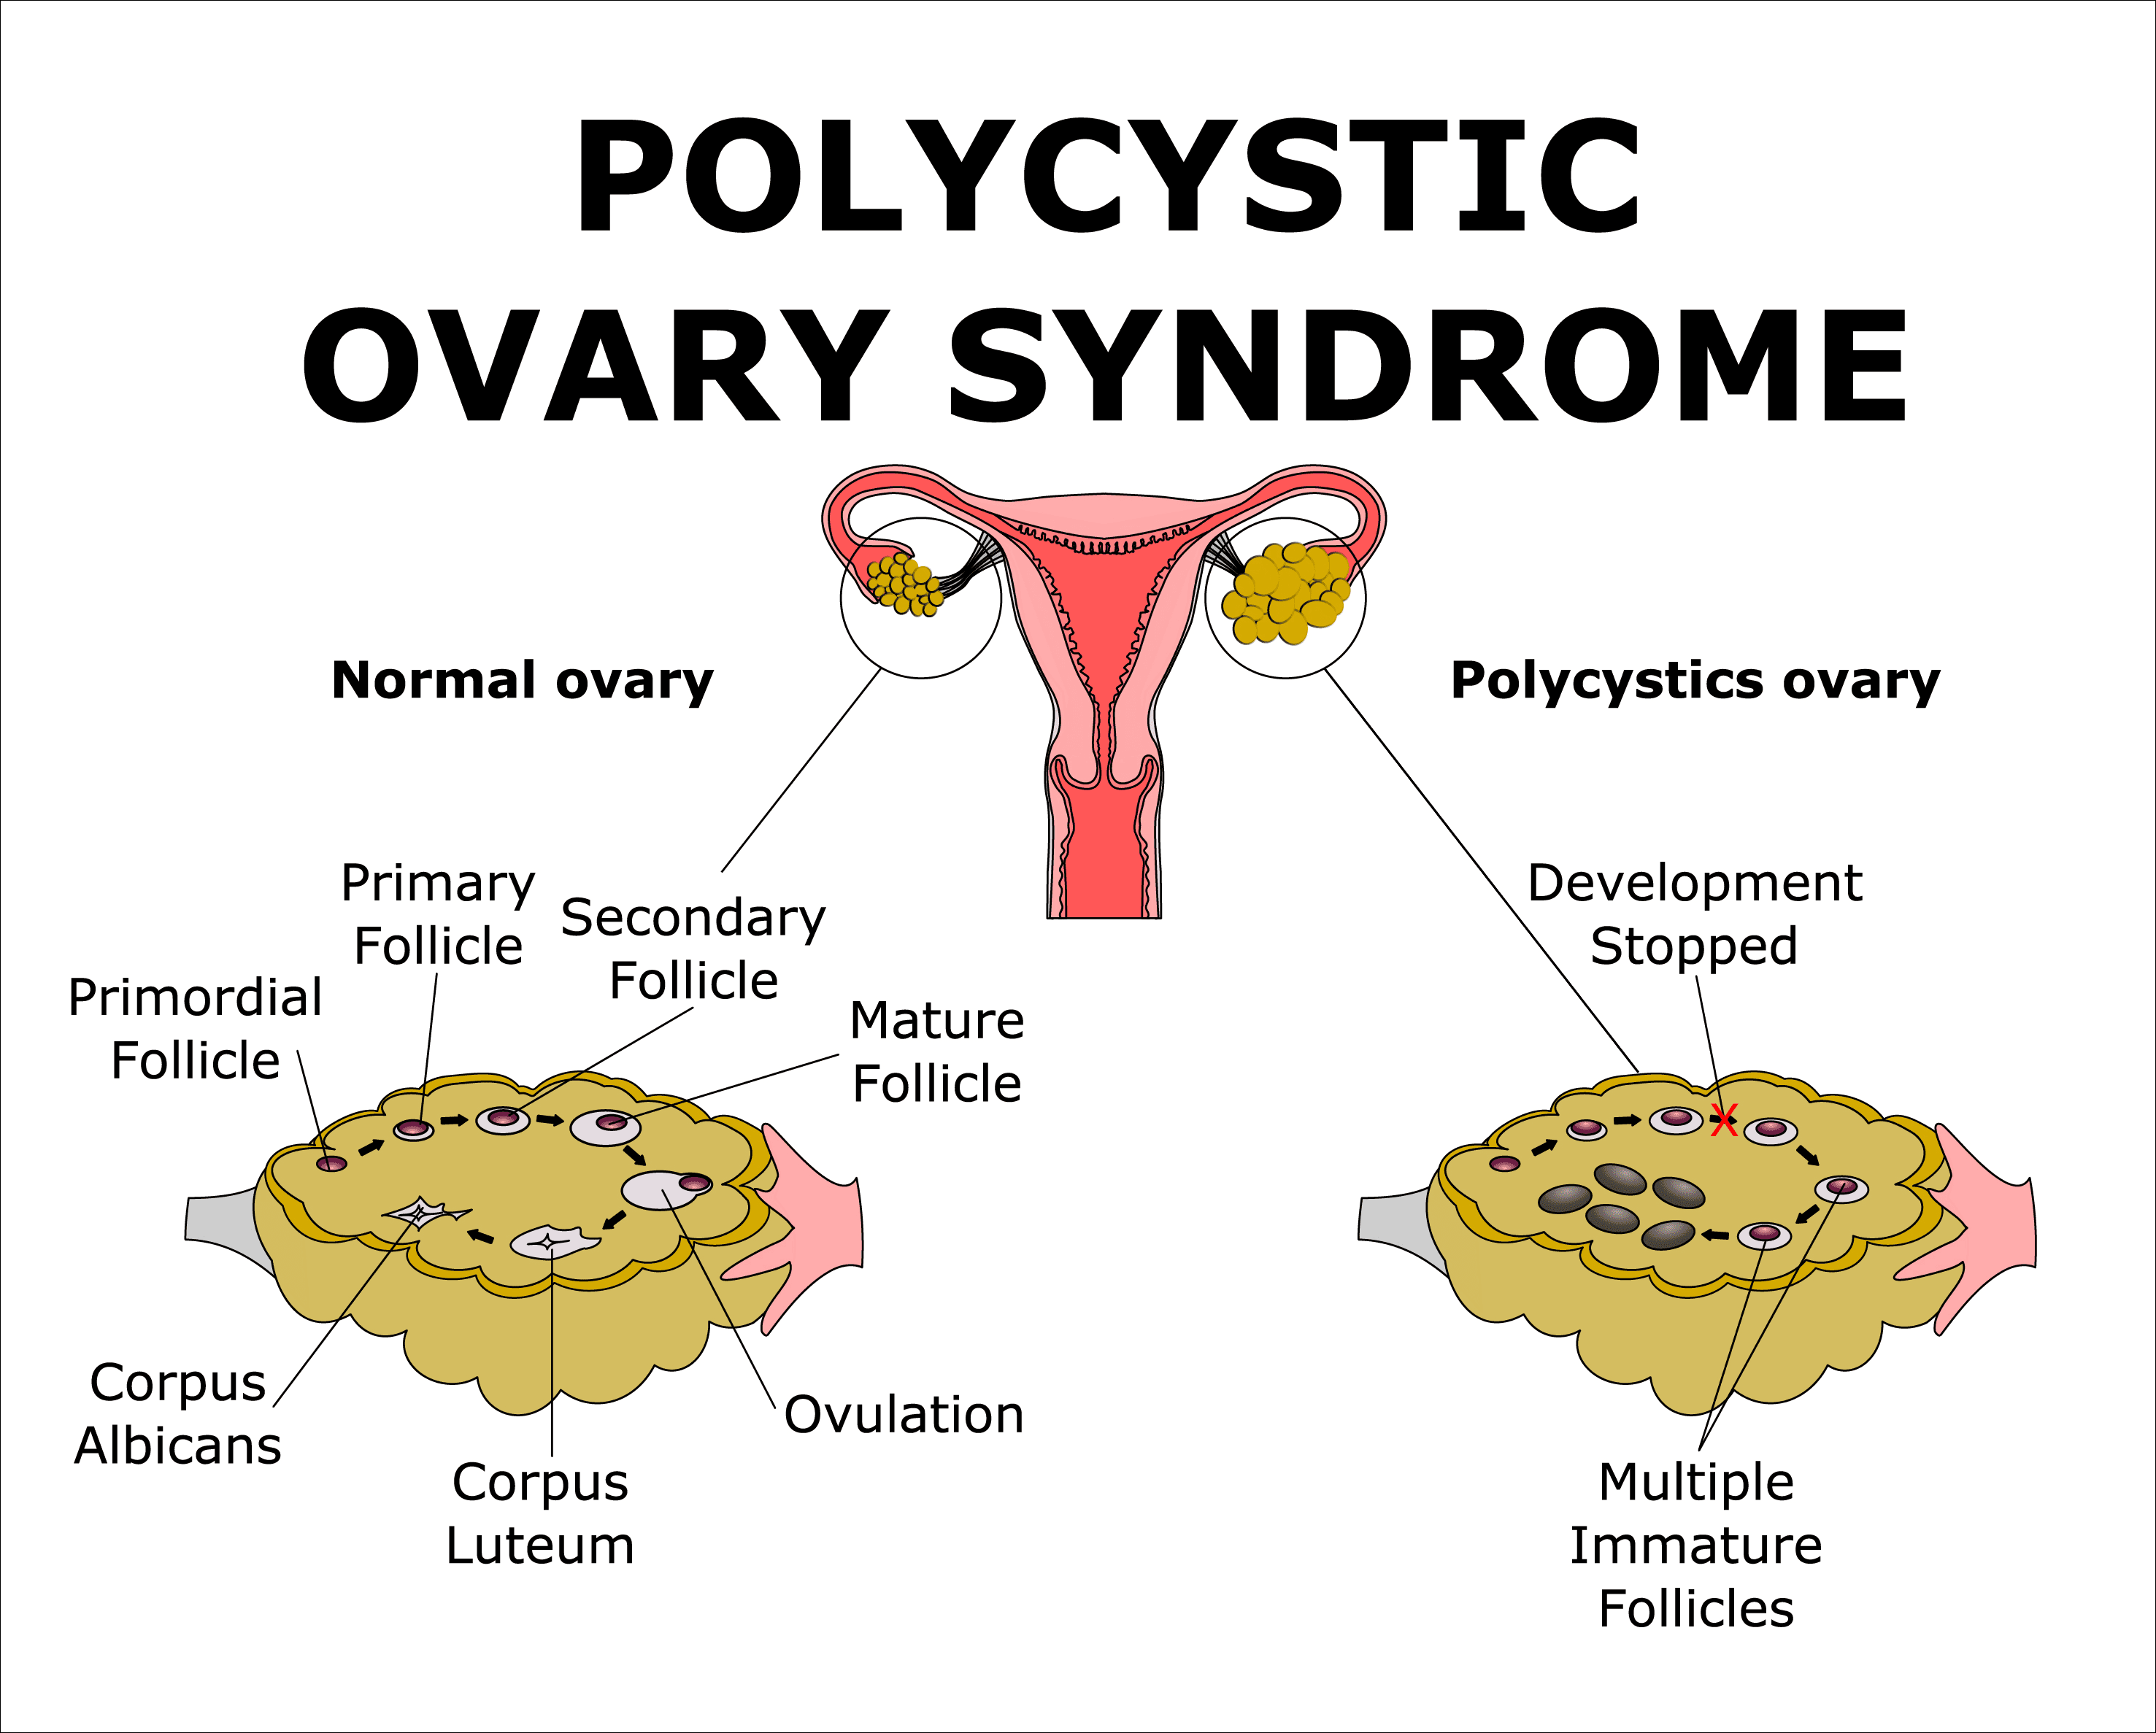 POLYCYSTIC
OVARY SYNDROME
Normal ovary
Polycystics ovary
Primary
Follicle
Secondary
Follicle
Primordial
Follicle
Mature
Follicle
Development
Stopped
X
Corpus
Albicans
Corpus
Luteum
Ovulation
Multiple
Immature
Follicles